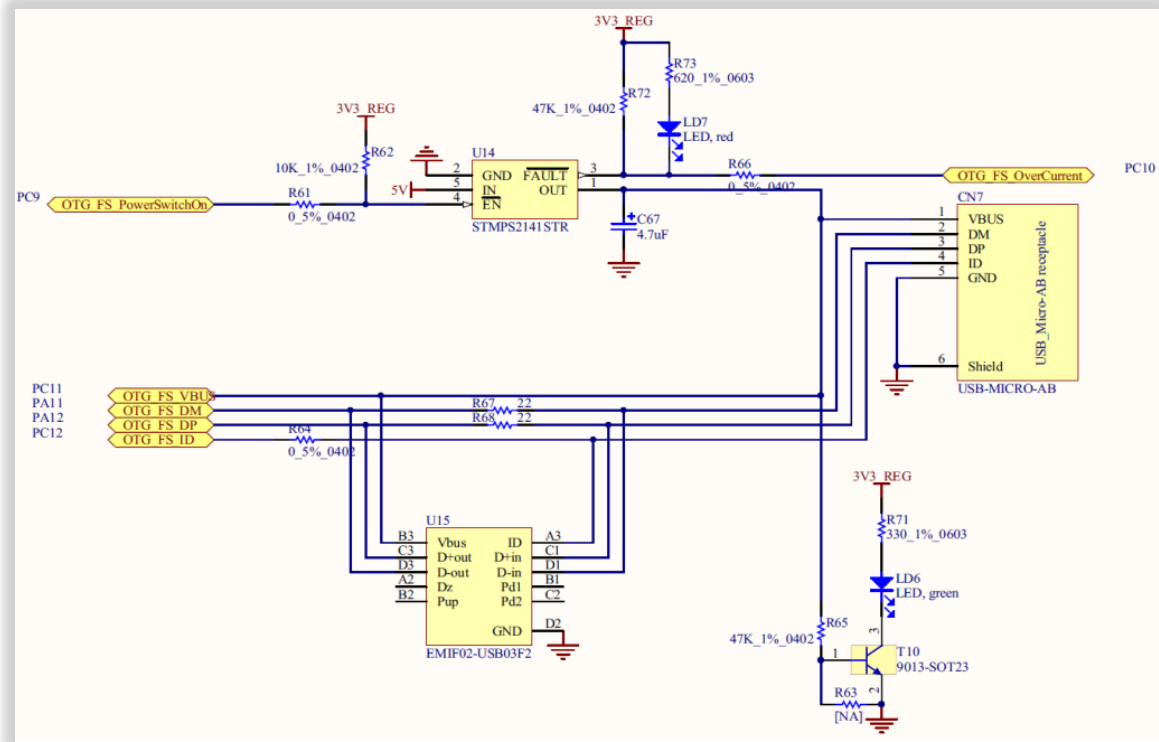 3V3_REG
R73
620_1%_0603
R72
47K_1%_0402
LD7
LED, red
3V3_REG
R62
10K_1%_0402
U14
2 GND FAULT 3
5V 5 IN OUT 1
4 EN
STMPS2141STR
R66
0_5%_0402
OTG_FS_OverCurrent
PC10
PC9
OTG_FS_PowerSwitchOn
R61
0_5%_0402
C67
4.7uF
CN7
1 VBUS
2 DM
3 DP
4 ID
5 GND
6 Shield
USB_Micro-AB receptacle
USB-MICRO-AB
PC11 OTG_FS_VBUS
PA11 OTG_FS_DM
PA12 OTG_FS_DP
PC12 OTG_FS_ID
R67 22
R68 22
R64
0_5%_0402
U15
B3 Vbus ID A3
C3 D+out D+in C1
D3 D-out D-in D1
A2 Dz Pd1 B1
B2 Pup Pd2 C2
GND D2
EMIF02-USB03F2
3V3_REG
R71
330_1%_0603
LD6
LED, green
R65
47K_1%_0402
3
1
2
T10
9013-SOT23
R63
[NA]